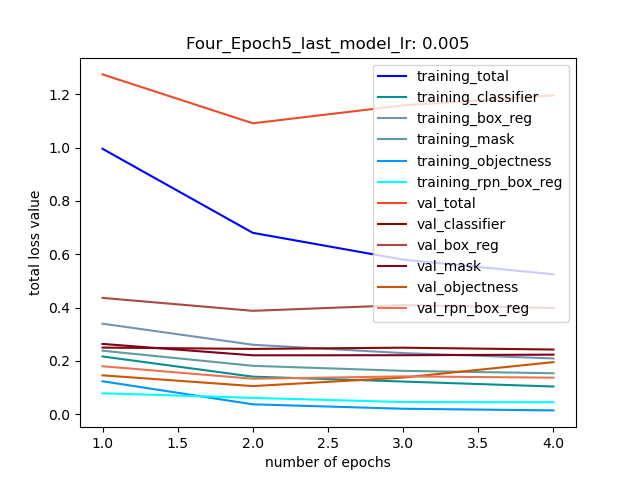 Four_Epoch5_last_model_lr: 0.005
total loss value
1.2
1.0
0.8
0.6
0.4
0.2
0.0
training_total
training_classifier
training_box_reg
training_mask
training_objectness
training_rpn_box_reg
val_total
val_classifier
val_box_reg
val_mask
val_objectness
val_rpn_box_reg
1.0 1.5 2.0 2.5 3.0 3.5 4.0
number of epochs